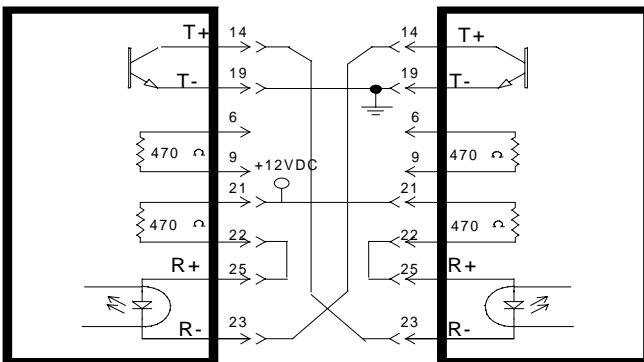 T+ 14 14 T+
T- 19 19 T-
6 6
470 Ω 9 +12VDC 9 470 Ω
21 21
470 Ω 22 22 470 Ω
R+ 25 25 R+
R- 23 23 R-